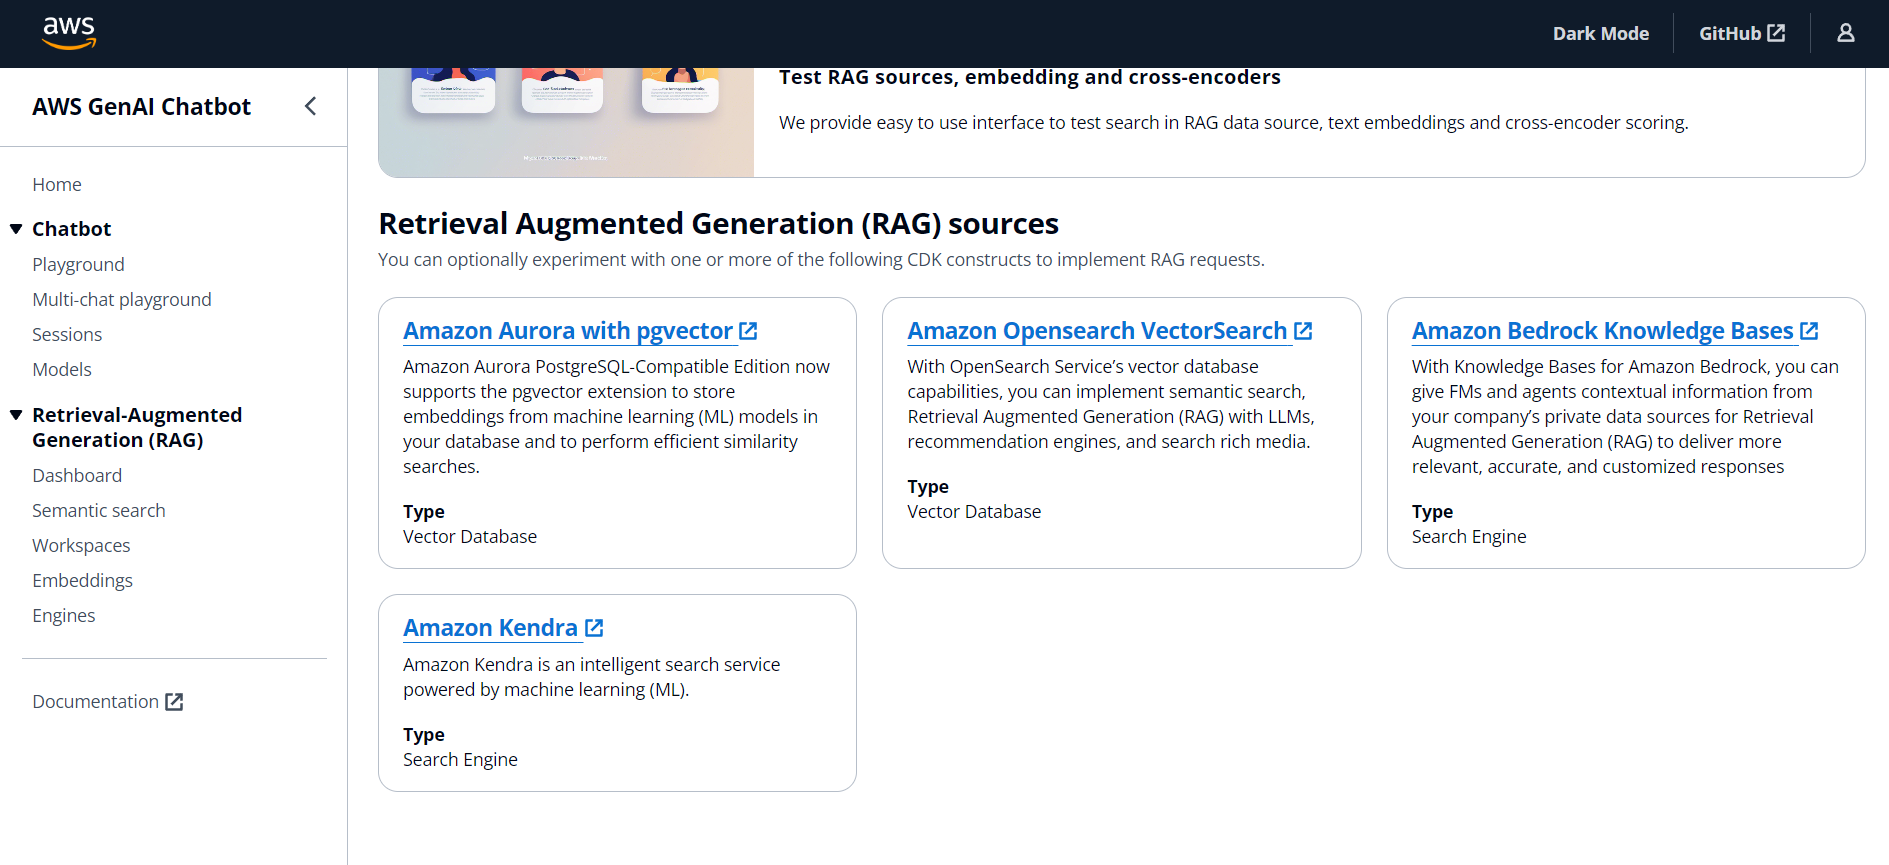 aws
Dark Mode
GitHub
AWS GenAI Chatbot
Home
Chatbot
Playground
Multi-chat playground
Sessions
Models
Retrieval-Augmented
Generation (RAG)
Dashboard
Semantic search
Workspaces
Embeddings
Engines
Documentation
Test RAG sources, embedding and cross-encoders
We provide easy to use interface to test search in RAG data source, text embeddings and cross-encoder scoring.
Retrieval Augmented Generation (RAG) sources
You can optionally experiment with one or more of the following CDK constructs to implement RAG requests.
Amazon Aurora with pgvector
Amazon Aurora PostgreSQL-Compatible Edition now
supports the pgvector extension to store
embeddings from machine learning (ML) models in
your database and to perform efficient similarity
searches.
Type
Vector Database
Amazon Opensearch VectorSearch
With OpenSearch Service’s vector database
capabilities, you can implement semantic search,
Retrieval Augmented Generation (RAG) with LLMs,
recommendation engines, and search rich media.
Type
Vector Database
Amazon Bedrock Knowledge Bases
With Knowledge Bases for Amazon Bedrock, you can
give FMs and agents contextual information from
your company’s private data sources for Retrieval
Augmented Generation (RAG) to deliver more
relevant, accurate, and customized responses
Type
Search Engine
Amazon Kendra
Amazon Kendra is an intelligent search service
powered by machine learning (ML).
Type
Search Engine